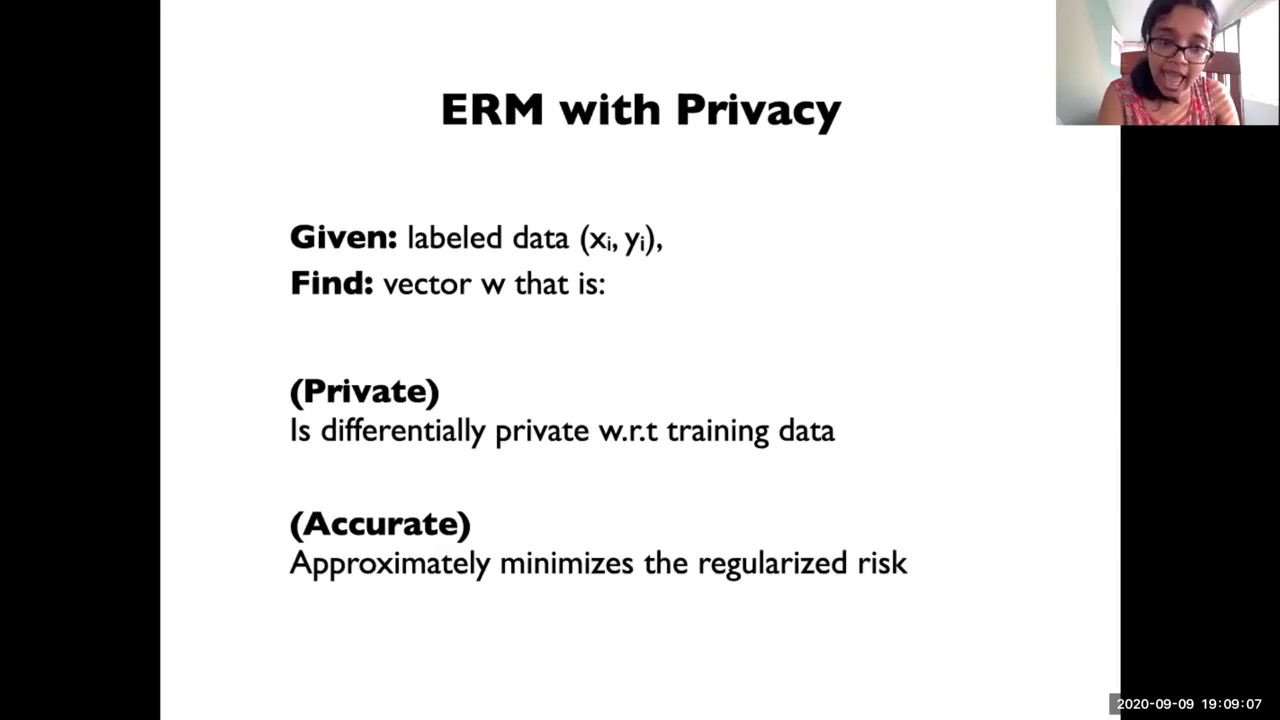 ERM with Privacy
Given: labeled data (xᵢ, yᵢ),
Find: vector w that is:
(Private)
Is differentially private w.r.t training data
(Accurate)
Approximately minimizes the regularized risk
2020-09-09 19:09:07